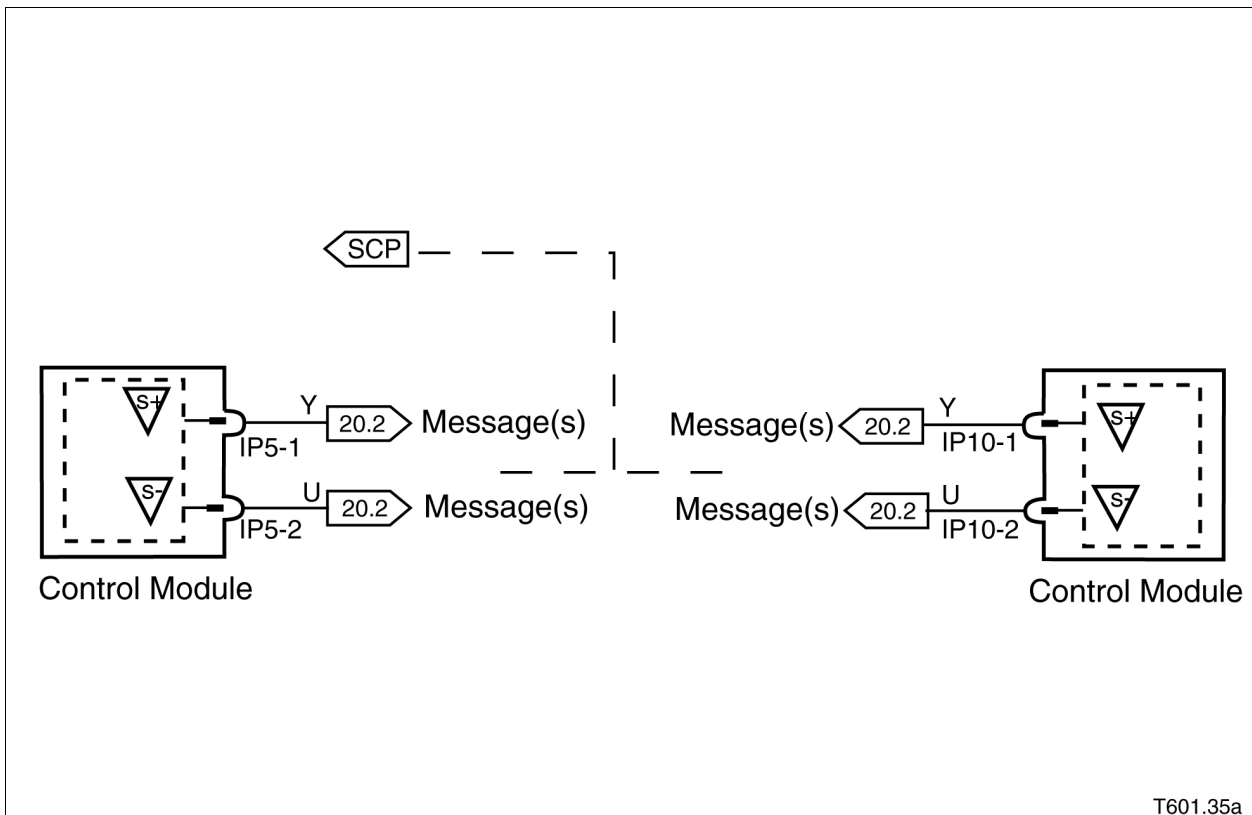 SCP
S+
Y
20.2
Message(s)
IP5-1
S-
U
20.2
Message(s)
IP5-2
Control Module
Message(s)
20.2
Y
IP10-1
S+
Message(s)
20.2
U
IP10-2
S-
Control Module
T601.35a